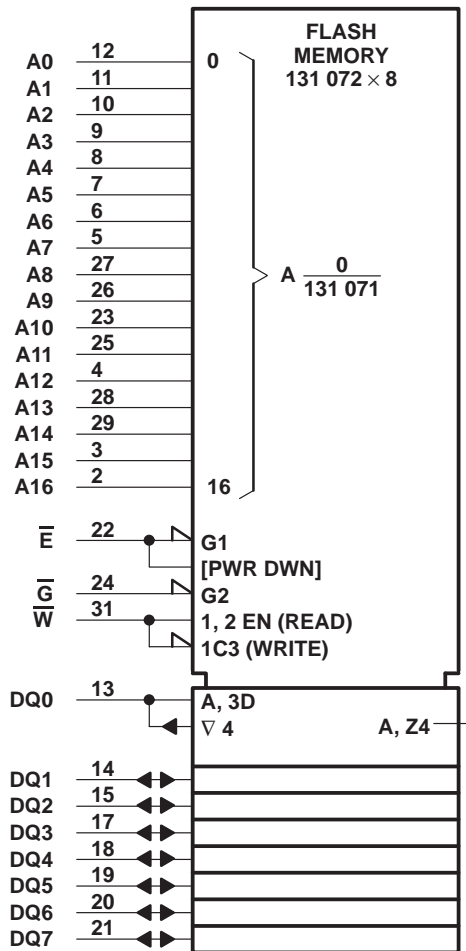 FLASH
MEMORY
131 072 × 8
A0 12 0
A1 11
A2 10
A3 9
A4 8
A5 7
A6 6
A7 5
A8 27
A 0
131 071
A9 26
A10 23
A11 25
A12 4
A13 28
A14 29
A15 3
A16 2 16
E̅ 22 G1
[PWR DWN]
G̅ 24 G2
W̅ 31 1, 2 EN (READ)
1C3 (WRITE)
DQ0 13 A, 3D
∇ 4 A, Z4
DQ1 14
DQ2 15
DQ3 17
DQ4 18
DQ5 19
DQ6 20
DQ7 21